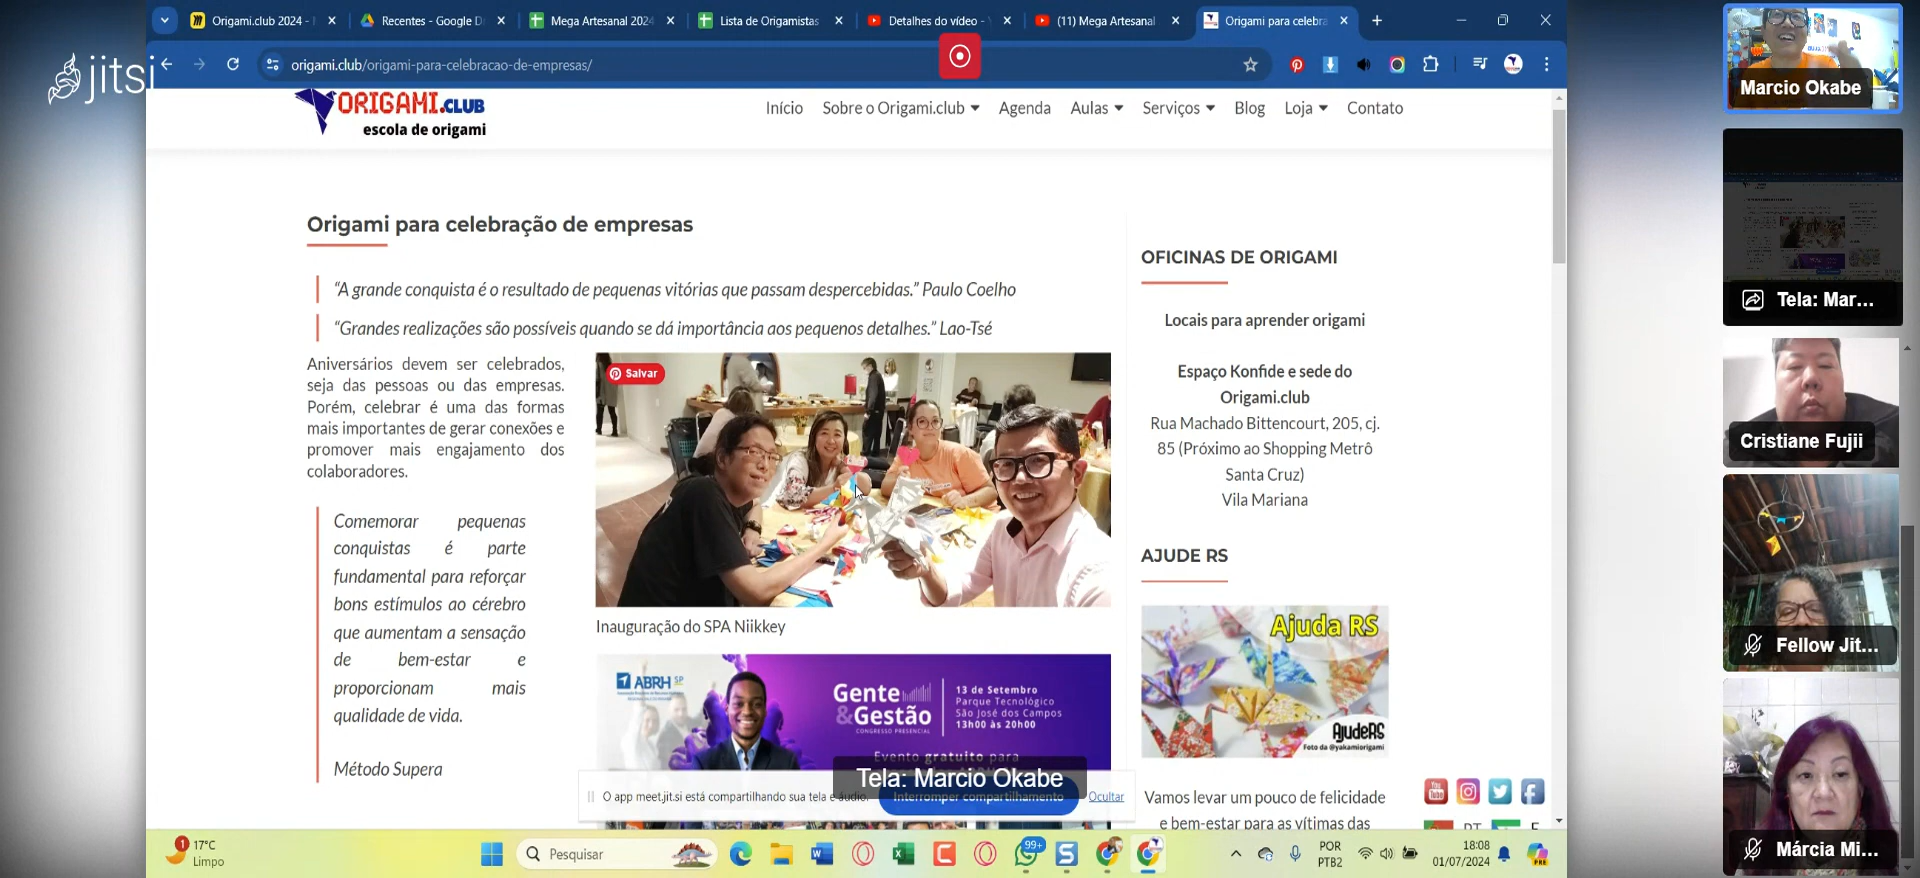 Origami.club 2024 -
Recentes - Google D
Mega Artesanal 2024
Lista de Origamistas
Detalhes do vídeo -
(11) Mega Artesanal
Origami para celebra
jitsi
origami.club/origami-para-celebracao-de-empresas/
ORIGAMI.CLUB
escola de origami
Início
Sobre o Origami.club
Agenda
Aulas
Serviços
Blog
Loja
Contato
Origami para celebração de empresas
“A grande conquista é o resultado de pequenas vitórias que passam despercebidas.” Paulo Coelho
“Grandes realizações são possíveis quando se dá importância aos pequenos detalhes.” Lao-Tsé
Aniversários devem ser celebrados,
seja das pessoas ou das empresas.
Porém, celebrar é uma das formas
mais importantes de gerar conexões e
promover mais engajamento dos
colaboradores.
Comemorar pequenas
conquistas é parte
fundamental para reforçar
bons estímulos ao cérebro
que aumentam a sensação
de bem-estar e
proporcionam mais
qualidade de vida.
Método Supera
Salvar
Inauguração do SPA Niikkey
ABRH SP
Gente
&Gestão
CONGRESSO PRESENCIAL
13 de Setembro
Parque Tecnológico
São José dos Campos
13h00 às 20h00
Evento gratuito para
OFICINAS DE ORIGAMI
Locais para aprender origami
Espaço Konfide e sede do
Origami.club
Rua Machado Bittencourt, 205, cj.
85 (Próximo ao Shopping Metrô
Santa Cruz)
Vila Mariana
AJUDE RS
Ajuda RS
AjudeRS
Foto da @yakamiorigami
Vamos levar um pouco de felicidade
e bem-estar para as vítimas das
Tela: Marcio Okabe
O app meet.jit.si está compartilhando sua tela e áudio.
Interromper compartilhamento
Ocultar
You Tube
PT
E
1
17°C
Limpo
Pesquisar
99+
POR
PTB2
18:08
01/07/2024
PRE
Marcio Okabe
Tela: Mar...
Cristiane Fujii
Fellow Jit...
Márcia Mi...